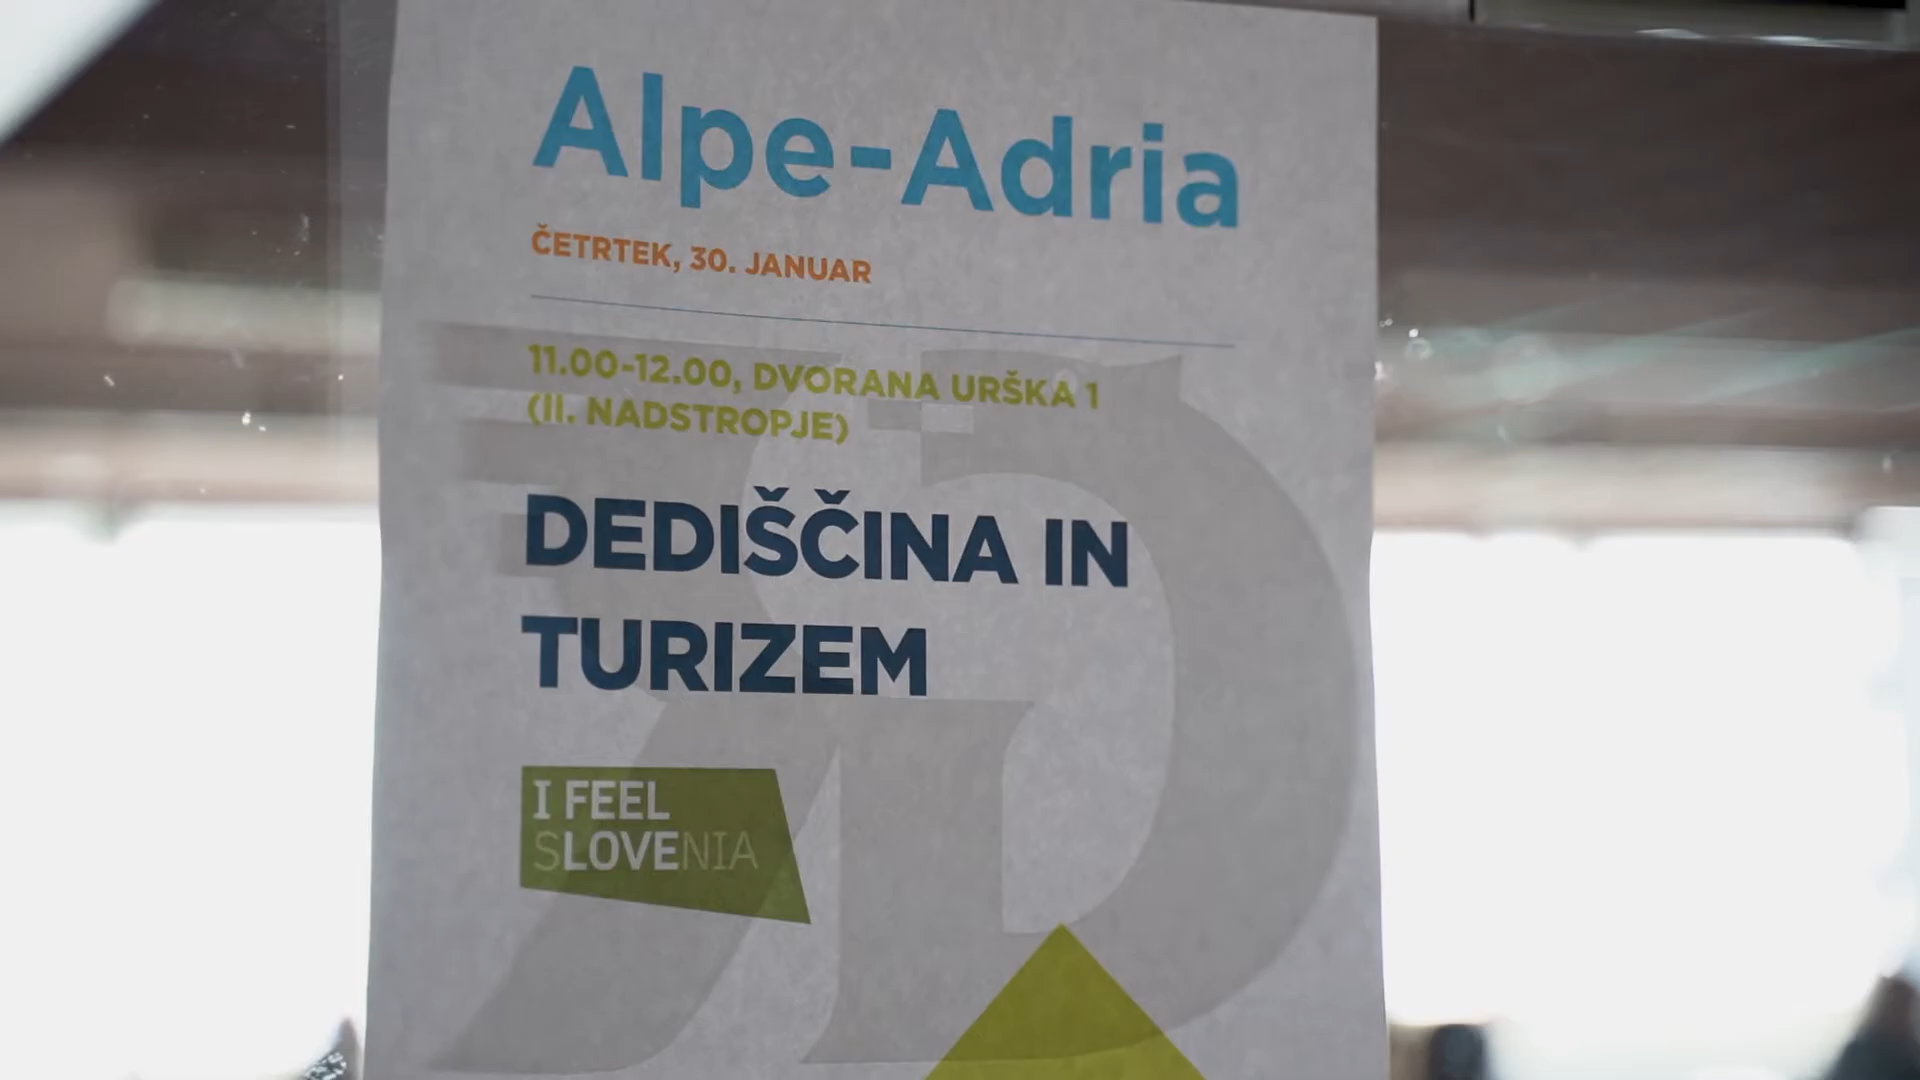 Alpe-Adria
ČETRTEK, 30. JANUAR
11.00-12.00, DVORANA URŠKA 1
(II. NADSTROPJE)
DEDIŠČINA IN
TURIZEM
I FEEL
SLOVENIA